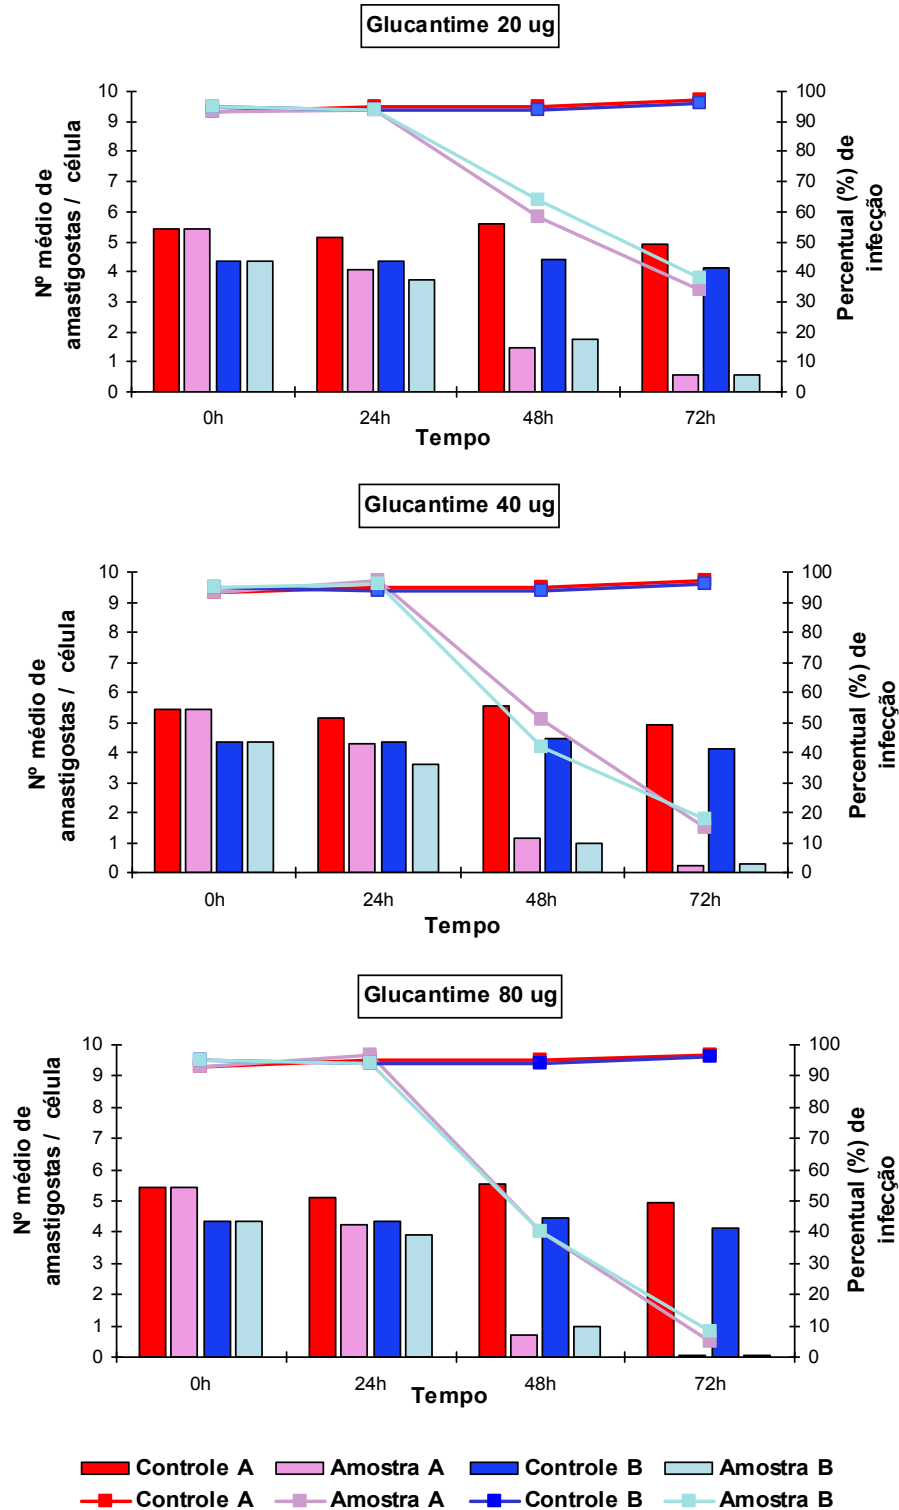 Glucantime 20 ug
Nº médio de
amastigostas / célula
10
9
8
7
6
5
4
3
2
1
0
0h 24h 48h 72h
Tempo
100
90
80
70
60
50
40
30
20
10
0
Percentual (%) de
infecção
Glucantime 40 ug
Nº médio de
amastigostas / célula
10
9
8
7
6
5
4
3
2
1
0
0h 24h 48h 72h
Tempo
100
90
80
70
60
50
40
30
20
10
0
Percentual (%) de
infecção
Glucantime 80 ug
Nº médio de
amastigostas / célula
10
9
8
7
6
5
4
3
2
1
0
0h 24h 48h 72h
Tempo
100
90
80
70
60
50
40
30
20
10
0
Percentual (%) de
infecção
Controle A Amostra A Controle B Amostra B
Controle A Amostra A Controle B Amostra B